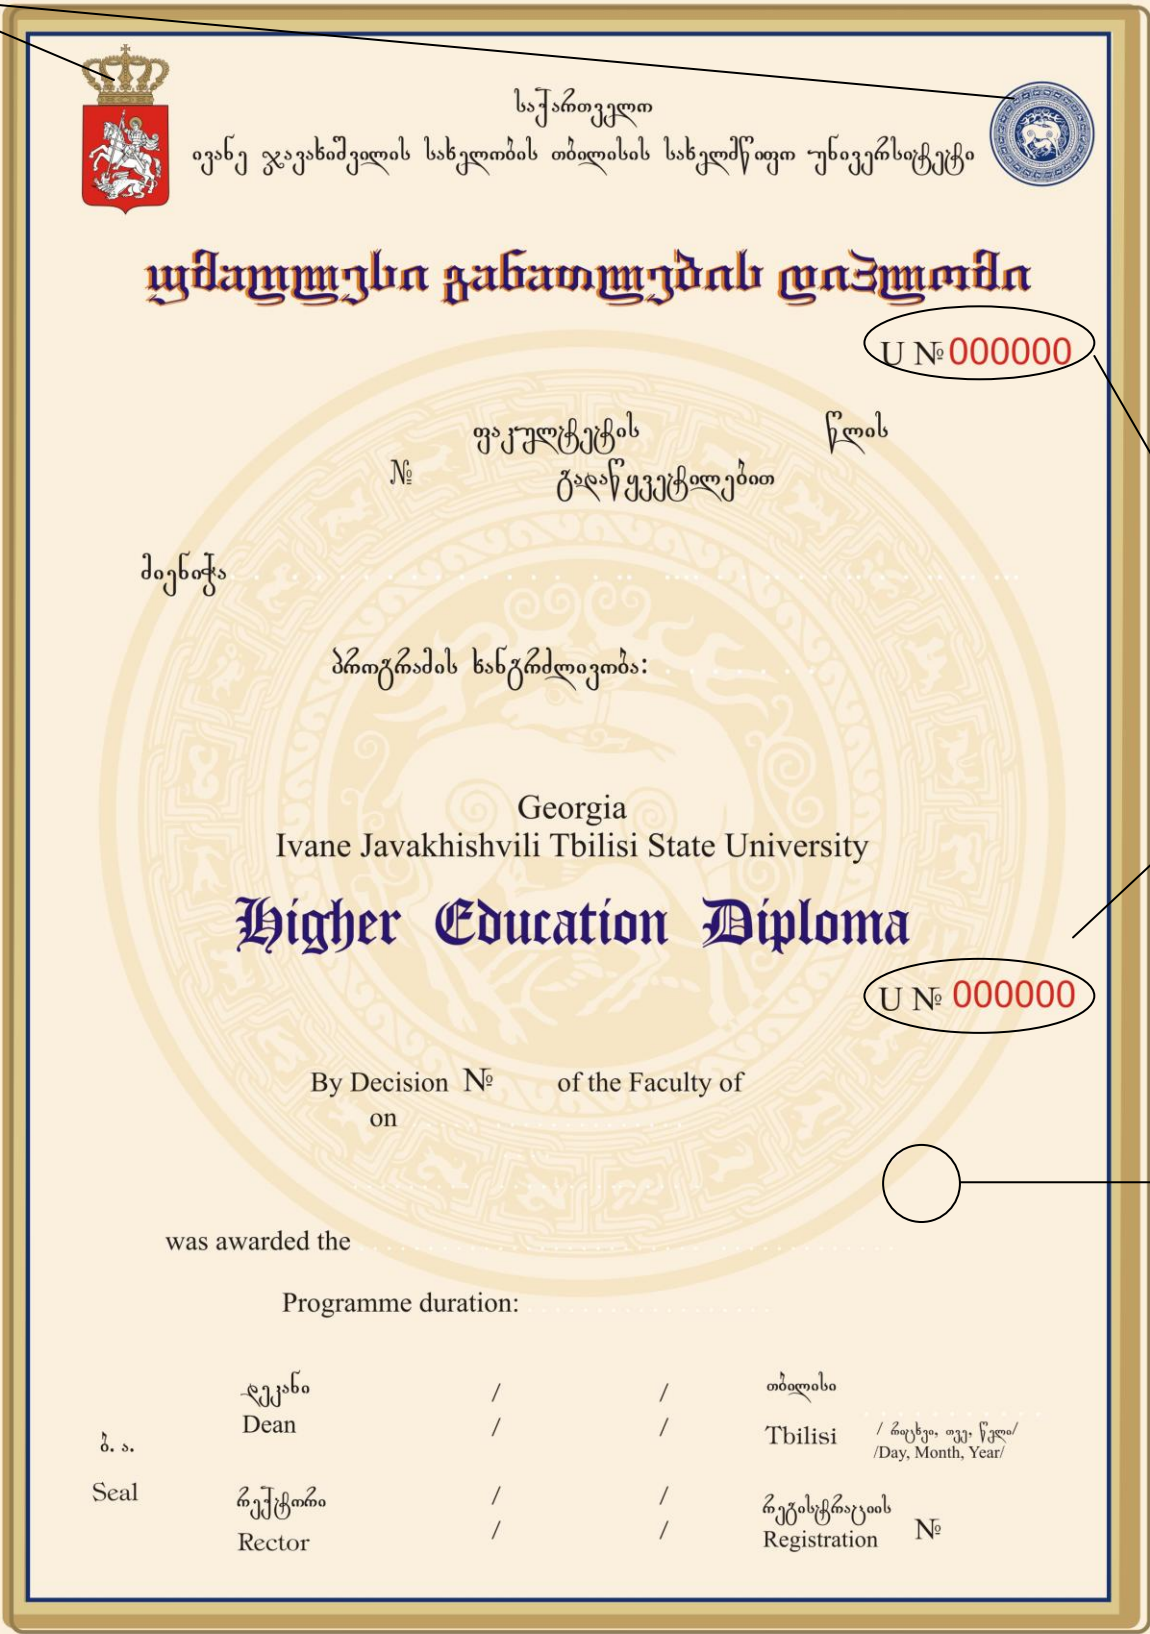 საქართველო
ივანე ჯავახიშვილის სახელობის თბილისის სახელმწიფო უნივერსიტეტი
უმაღლესი განათლების დიპლომი
U № 000000
ფაკულტეტის წლის
№ გადაწყვეტილებით
მიენიჭა
პროგრამის ხანგრძლივობა:
Georgia
Ivane Javakhishvili Tbilisi State University
Higher Education Diploma
U № 000000
By Decision № of the Faculty of
on
was awarded the
Programme duration:
დეკანი / / თბილისი
Dean / / Tbilisi / რიცხვი, თვე, წელი/
/Day, Month, Year/
ბ. ა.
Seal
რექტორი / / რეგისტრაციის
Rector / / Registration №